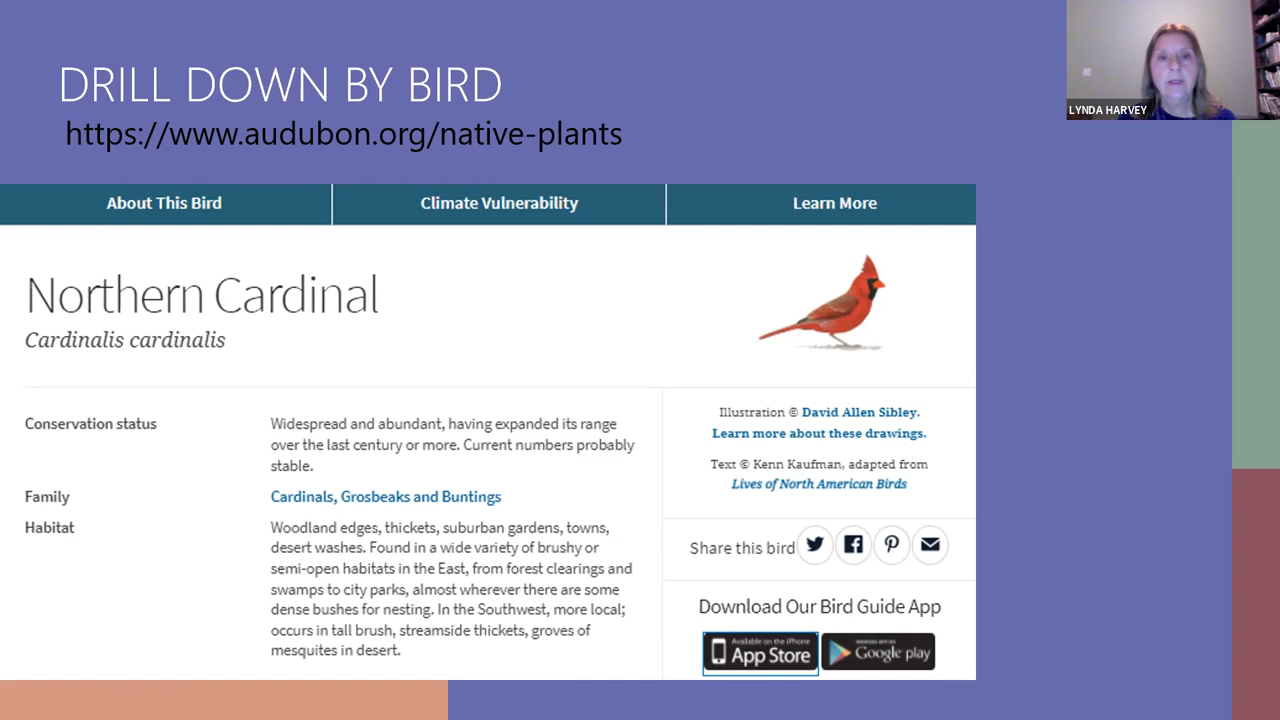 DRILL DOWN BY BIRD
https://www.audubon.org/native-plants
LYNDA HARVEY
About This Bird
Climate Vulnerability
Learn More
Northern Cardinal
Cardinalis cardinalis
Conservation status
Widespread and abundant, having expanded its range
over the last century or more. Current numbers probably
stable.
Family
Cardinals, Grosbeaks and Buntings
Habitat
Woodland edges, thickets, suburban gardens, towns,
desert washes. Found in a wide variety of brushy or
semi-open habitats in the East, from forest clearings and
swamps to city parks, almost wherever there are some
dense bushes for nesting. In the Southwest, more local;
occurs in tall brush, streamside thickets, groves of
mesquites in desert.
Illustration © David Allen Sibley.
Learn more about these drawings.
Text © Kenn Kaufman, adapted from
Lives of North American Birds
Share this bird
Download Our Bird Guide App
Available on the iPhone
App Store
ANDROID APP ON
Google play